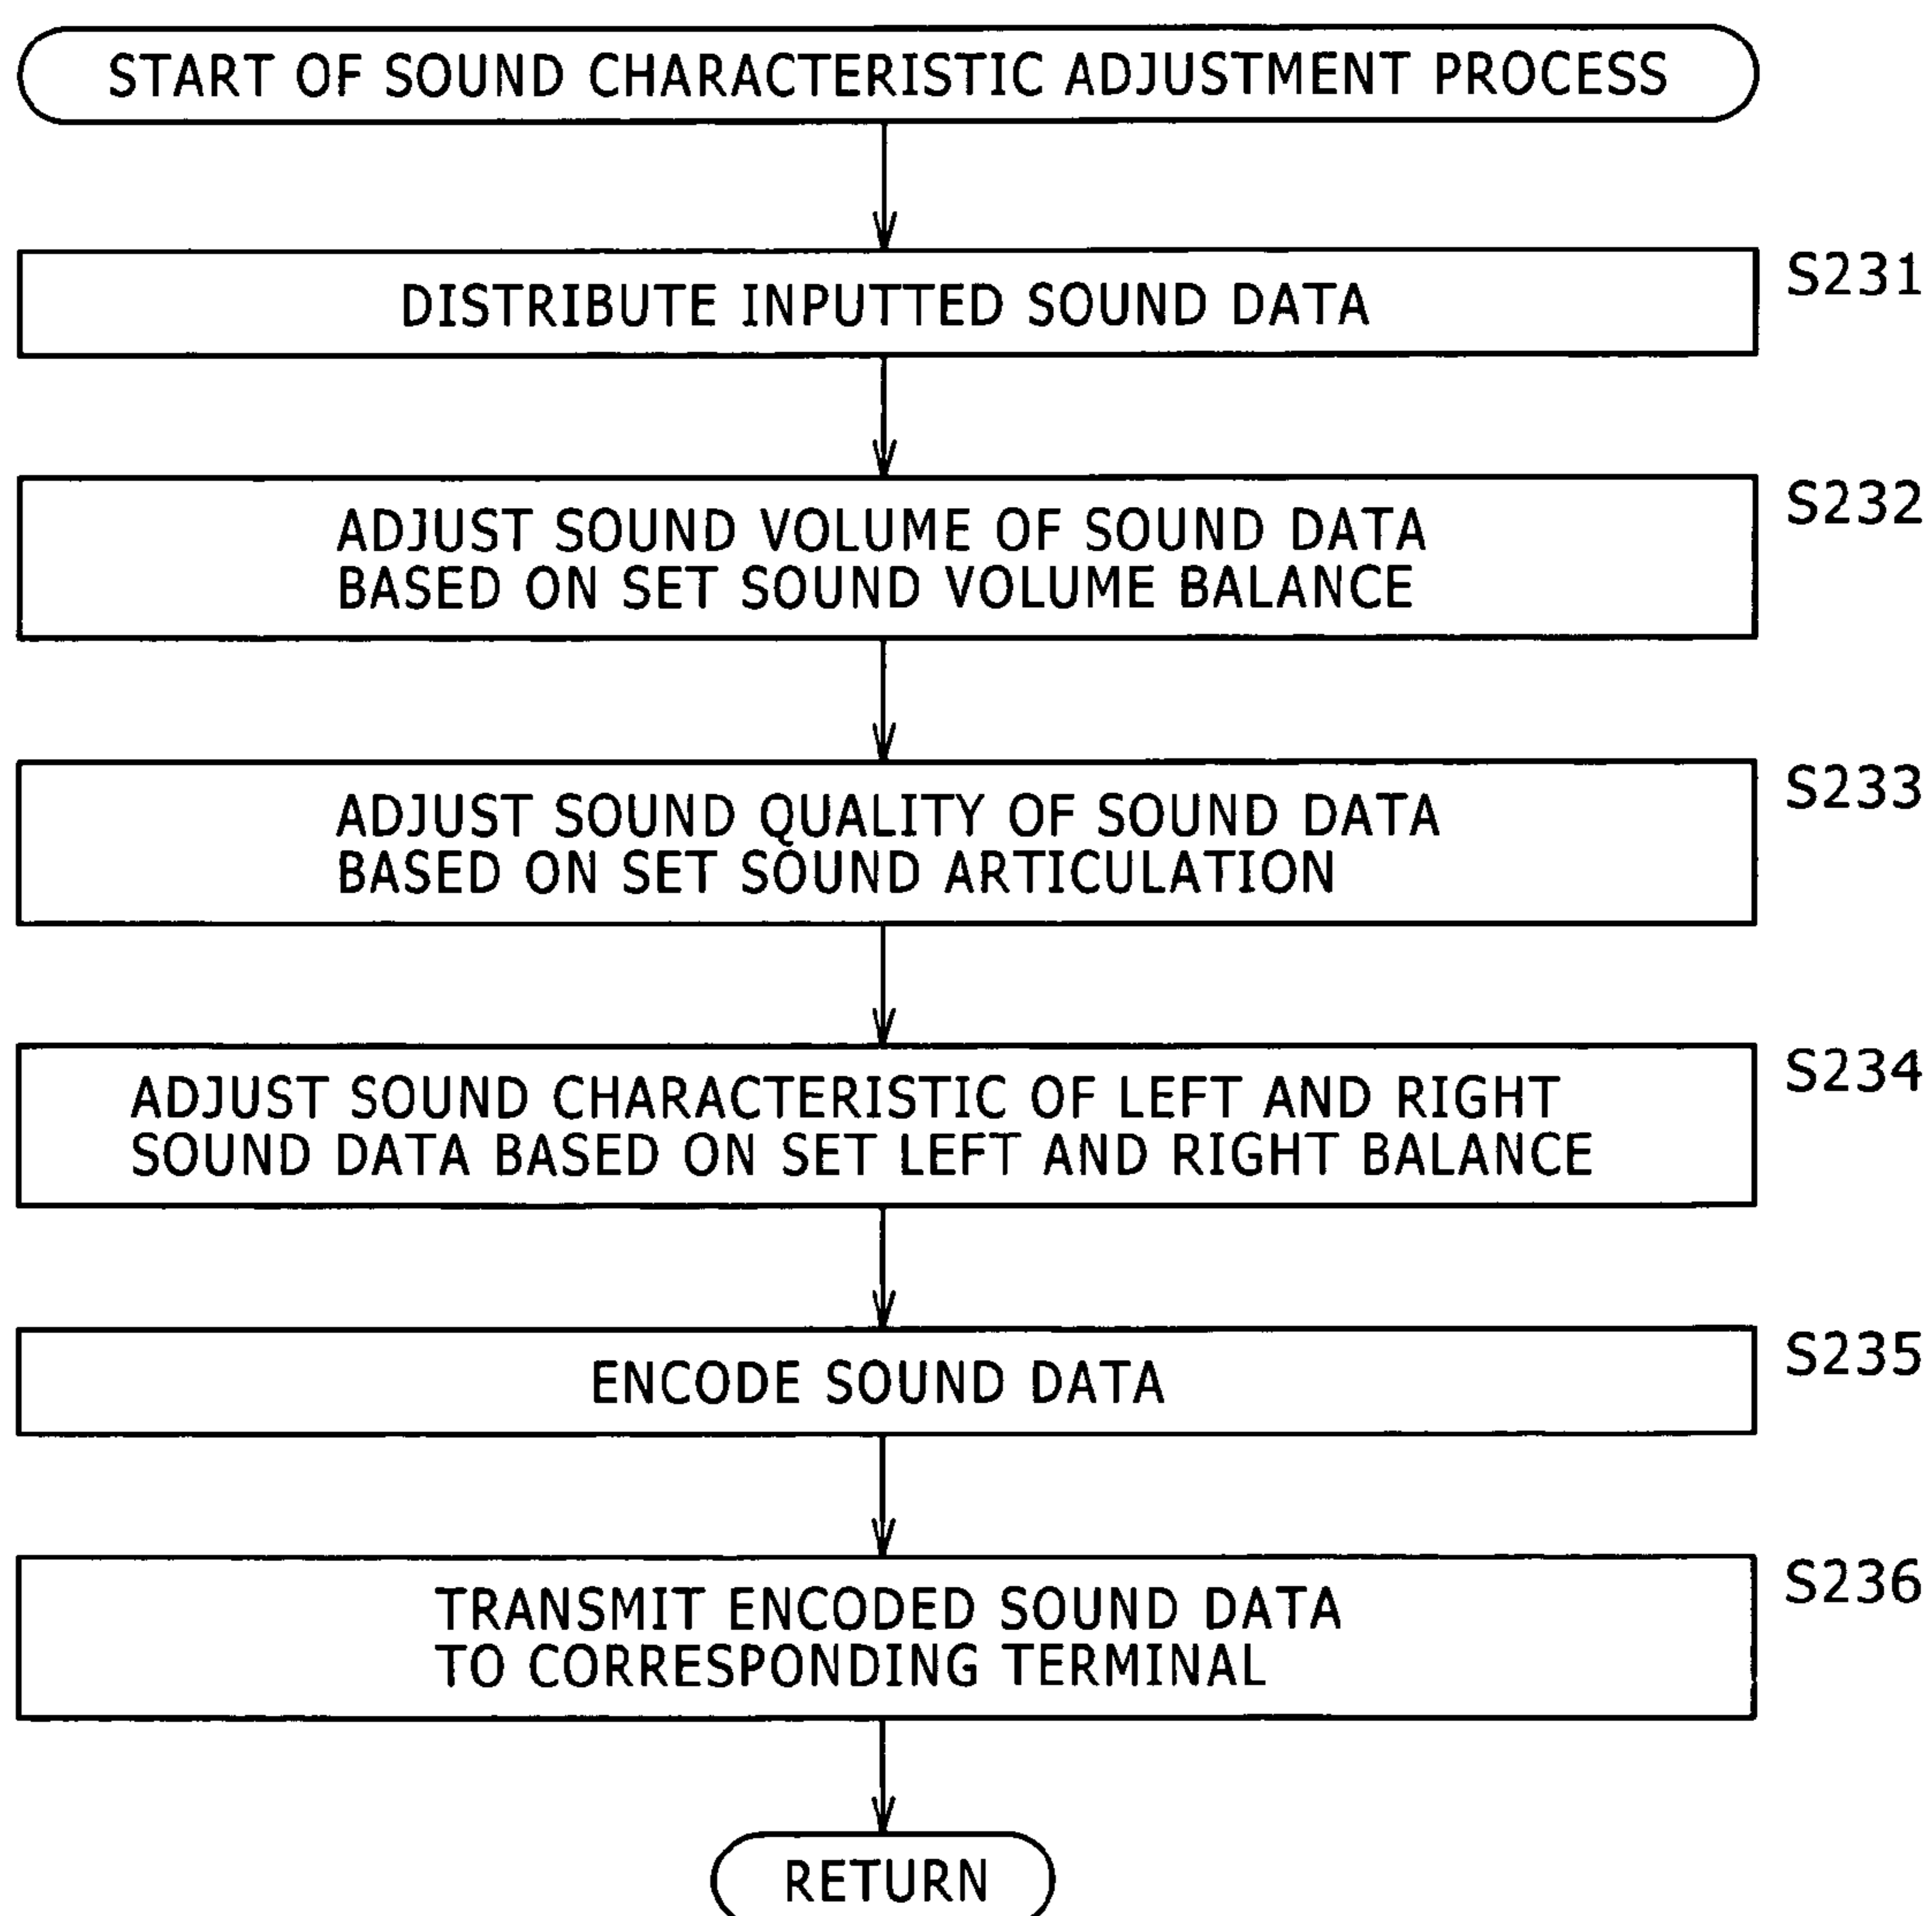 START OF SOUND CHARACTERISTIC ADJUSTMENT PROCESS
DISTRIBUTE INPUTTED SOUND DATA
S231
ADJUST SOUND VOLUME OF SOUND DATA
BASED ON SET SOUND VOLUME BALANCE
S232
ADJUST SOUND QUALITY OF SOUND DATA
BASED ON SET SOUND ARTICULATION
S233
ADJUST SOUND CHARACTERISTIC OF LEFT AND RIGHT
SOUND DATA BASED ON SET LEFT AND RIGHT BALANCE
S234
ENCODE SOUND DATA
S235
TRANSMIT ENCODED SOUND DATA
TO CORRESPONDING TERMINAL
S236
RETURN